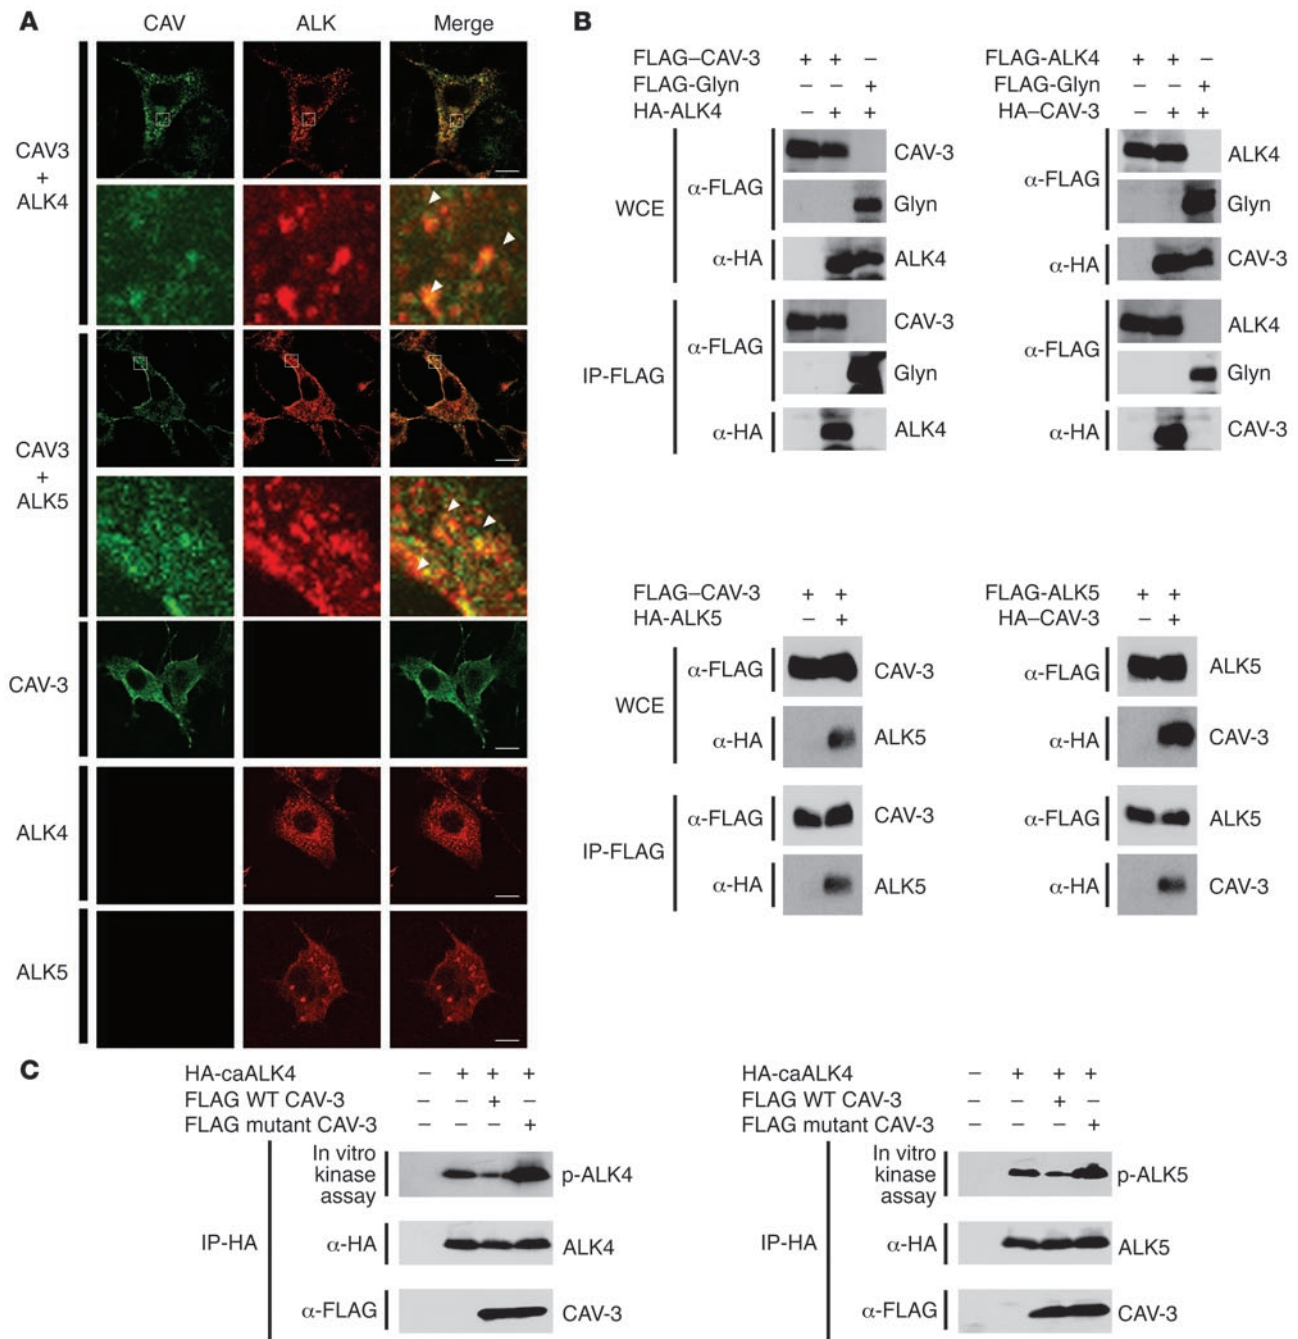 A
CAV ALK Merge
CAV3
+
ALK4
CAV3
+
ALK5
CAV-3
ALK4
ALK5
B
FLAG–CAV-3 + + –
FLAG-Glyn – – +
HA-ALK4 – + +
WCE
α-FLAG
CAV-3
Glyn
α-HA
ALK4
IP-FLAG
α-FLAG
CAV-3
Glyn
α-HA
ALK4
FLAG-ALK4 + + –
FLAG-Glyn – – +
HA–CAV-3 – + +
α-FLAG
ALK4
Glyn
α-HA
CAV-3
α-FLAG
ALK4
Glyn
α-HA
CAV-3
FLAG–CAV-3 + +
HA-ALK5 – +
WCE
α-FLAG
CAV-3
α-HA
ALK5
IP-FLAG
α-FLAG
CAV-3
α-HA
ALK5
FLAG-ALK5 + +
HA–CAV-3 – +
α-FLAG
ALK5
α-HA
CAV-3
α-FLAG
ALK5
α-HA
CAV-3
C
HA-caALK4 – + + +
FLAG WT CAV-3 – – + –
FLAG mutant CAV-3 – – – +
IP-HA
In vitro
kinase
assay
p-ALK4
α-HA
ALK4
α-FLAG
CAV-3
HA-caALK4 – + + +
FLAG WT CAV-3 – – + –
FLAG mutant CAV-3 – – – +
IP-HA
In vitro
kinase
assay
p-ALK5
α-HA
ALK5
α-FLAG
CAV-3